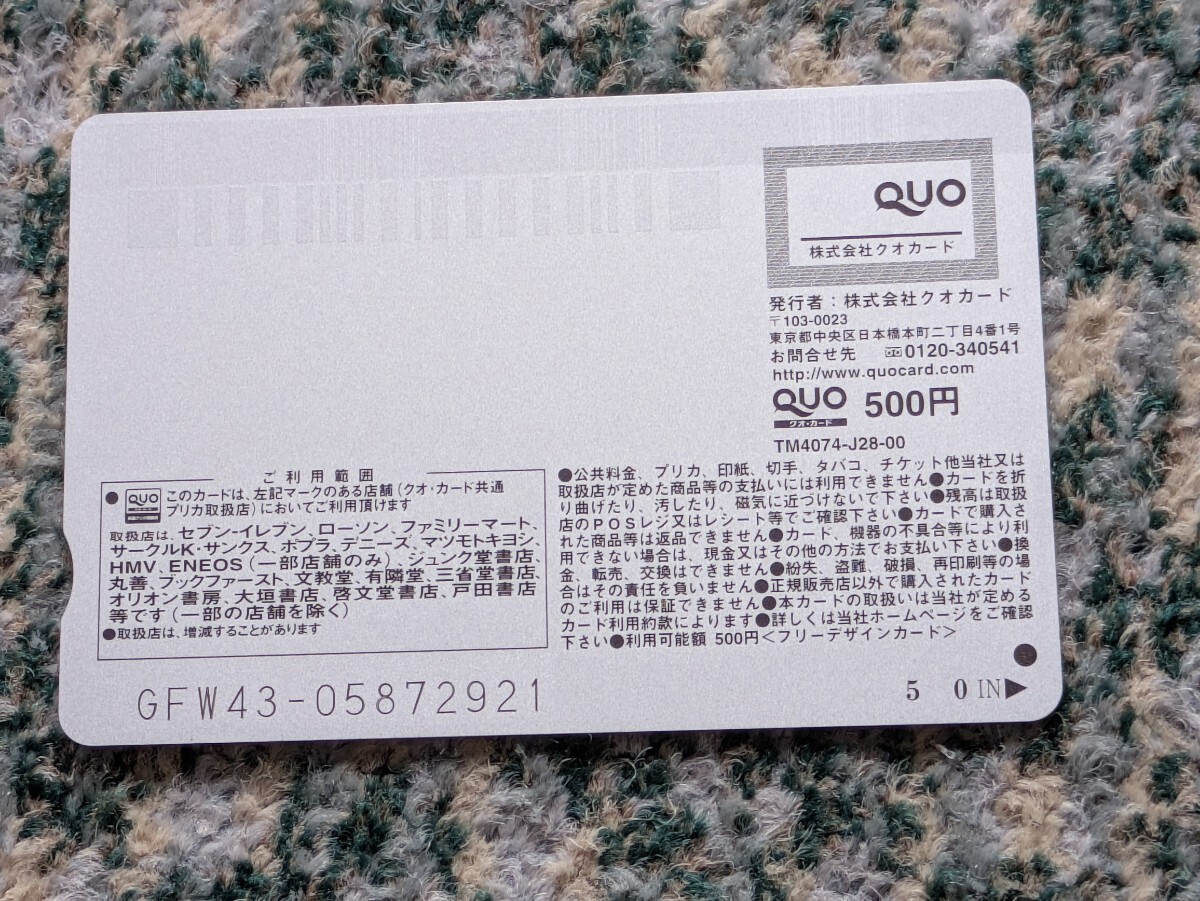 QUO
株式会社クオカード
発行者：株式会社クオカード
〒103-0023
東京都中央区日本橋本町二丁目4番1号
お問合せ先 0120-340541
http://www.quocard.com
QUO 500円
クオ・カード
TM4074-J28-00
ご利用範囲
●QUO このカードは、左記マークのある店舗（クオ・カード共通
プリカ取扱店）においてご利用頂けます
取扱店は、セブン-イレブン、ローソン、ファミリーマート、
サークルK・サンクス、ポプラ、デニーズ、マツモトキヨシ、
HMV、ENEOS（一部店舗のみ）、ジュンク堂書店、
丸善、ブックファースト、文教堂、有隣堂、三省堂書店、
オリオン書房、大垣書店、啓文堂書店、戸田書店
等です（一部の店舗を除く）
●取扱店は、増減することがあります
●公共料金、プリカ、印紙、切手、タバコ、チケット他当社又は
取扱店が定めた商品等の支払いには利用できません●カードを折
り曲げたり、汚したり、磁気に近づけないで下さい●残高は取扱
店のPOSレジ又はレシート等でご確認下さい●カードで購入さ
れた商品等は返品できません●カード、機器の不具合等により利
用できない場合は、現金又はその他の方法でお支払い下さい●換
金、転売、交換はできません●紛失、盗難、破損、再印刷等の場
合はその責任を負いません●正規販売店以外で購入されたカード
のご利用は保証できません●本カードの取扱いは当社が定める
カード利用約款によります●詳しくは当社ホームページをご確認
下さい●利用可能額 500円＜フリーデザインカード＞
GFW43-05872921
5 0 IN▶